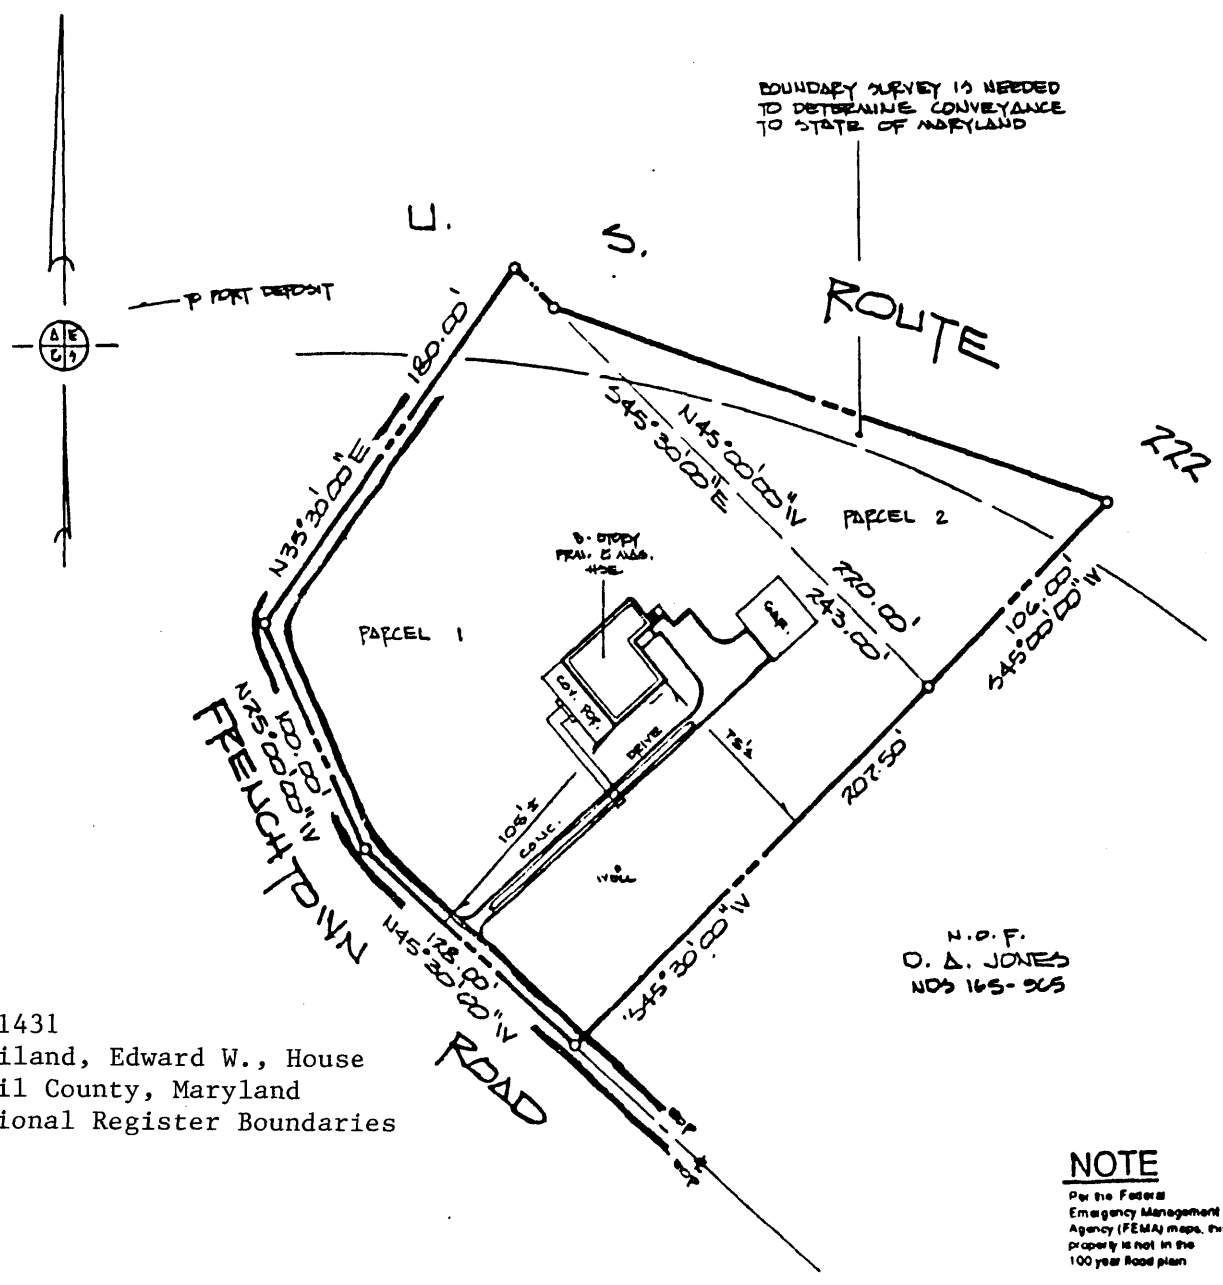 BOUNDARY SURVEY IS NEEDED
TO DETERMINE CONVEYANCE
TO STATE OF MARYLAND
U. S. ROUTE 222
TO PORT DEPOSIT
180.00'
N35°30'00"E
S45°30'00"E
N45°00'00"W
PARCEL 2
PARCEL 1
HSE
GAR.
220.00'
243.00'
106.00'
S45°00'00"W
COV. POR.
DRIVE
75'±
207.50'
100.00'
N25°00'00"W
FRENCHTOWN
108'±
CONC.
WELL
128.00'
N45°30'00"W
S45°30'00"W
N.O.F.
O. A. JONES
NDS 165-565
ROAD
EOP
EOP
1431
iland, Edward W., House
il County, Maryland
ional Register Boundaries
NOTE
Per the Federal
Emergency Management
Agency (FEMA) maps, this
property is not in the
100 year flood plain